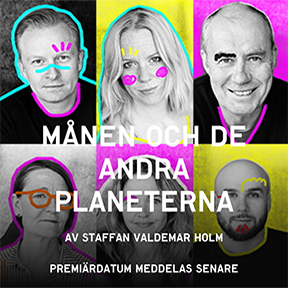 MÅNEN OCH DE
ANDRA
PLANETERNA
AV STAFFAN VALDEMAR HOLM
PREMIÄRDATUM MEDDELAS SENARE